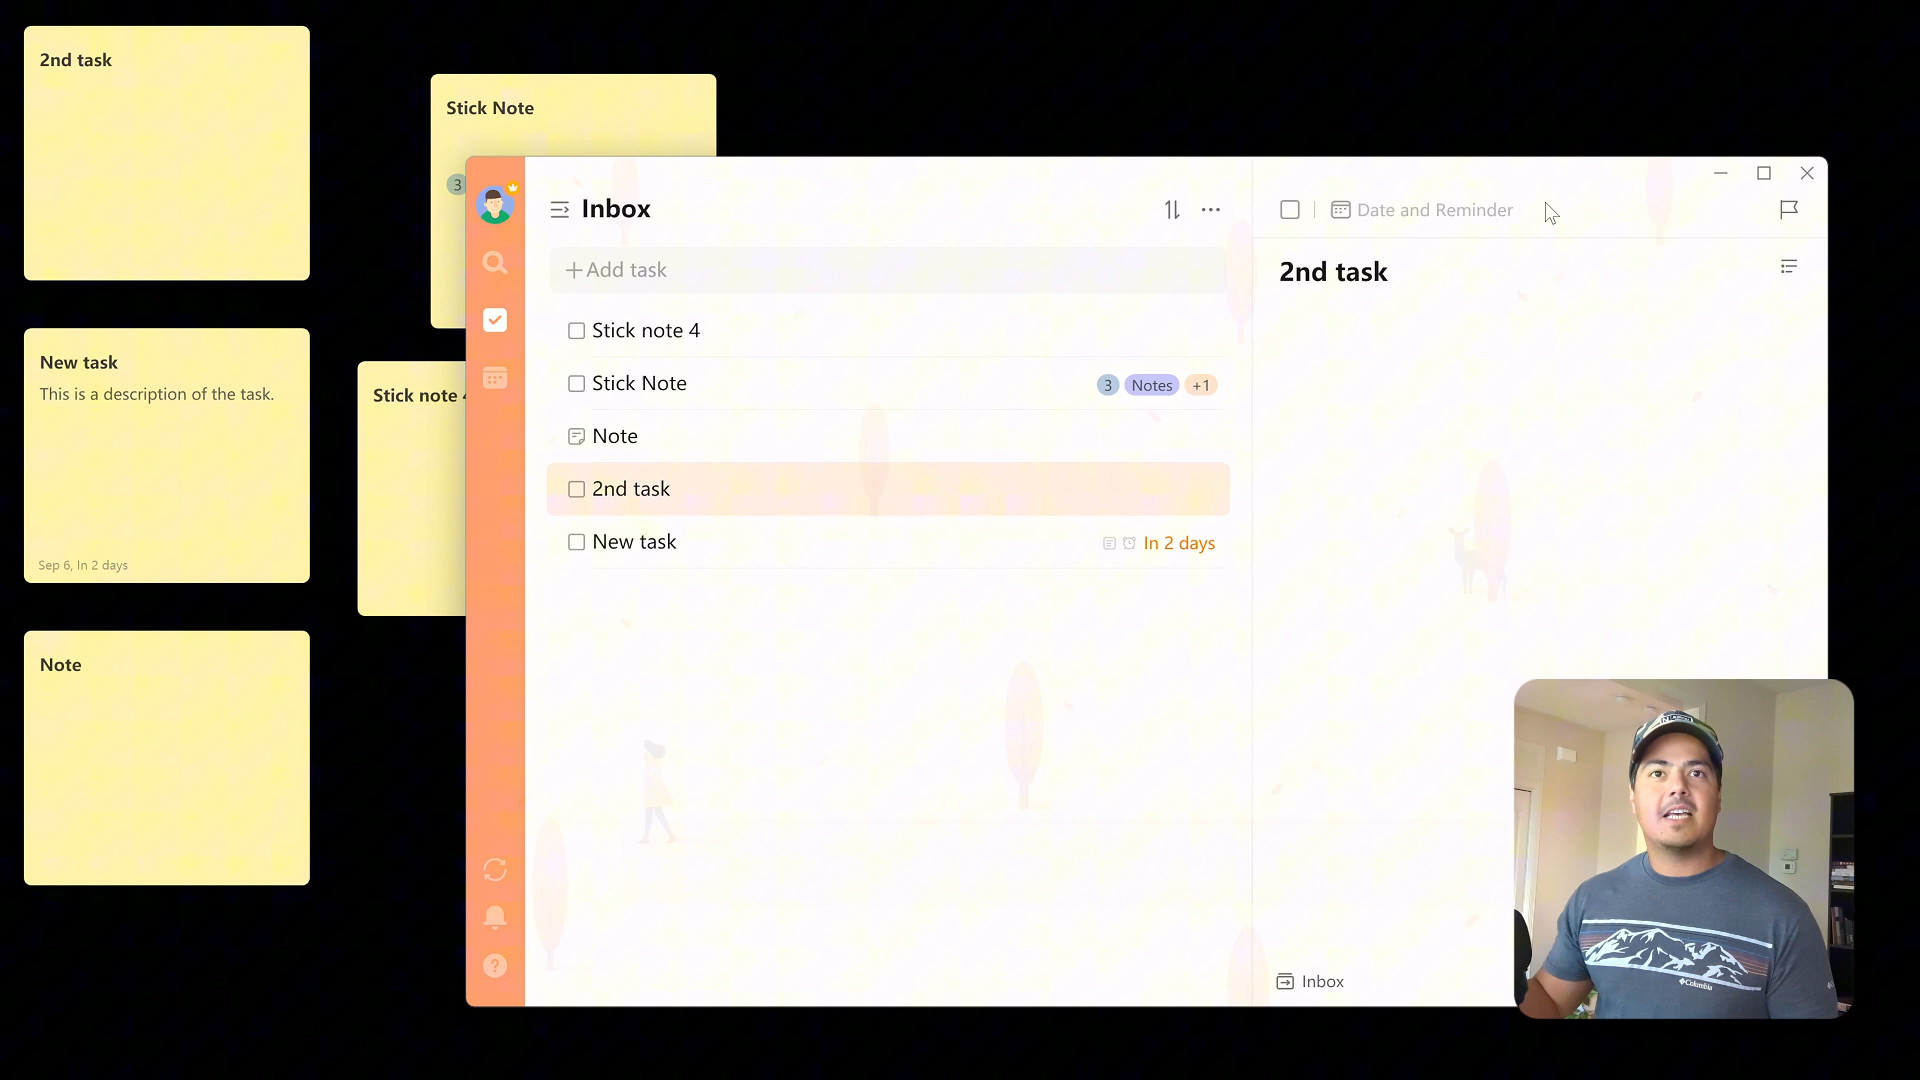 2nd task
New task
This is a description of the task.
Sep 6, In 2 days
Note
Stick Note
3
Stick note 4
Inbox
Add task
Stick note 4
Stick Note
3 Notes +1
Note
2nd task
New task
In 2 days
Date and Reminder
2nd task
Inbox
Columbia